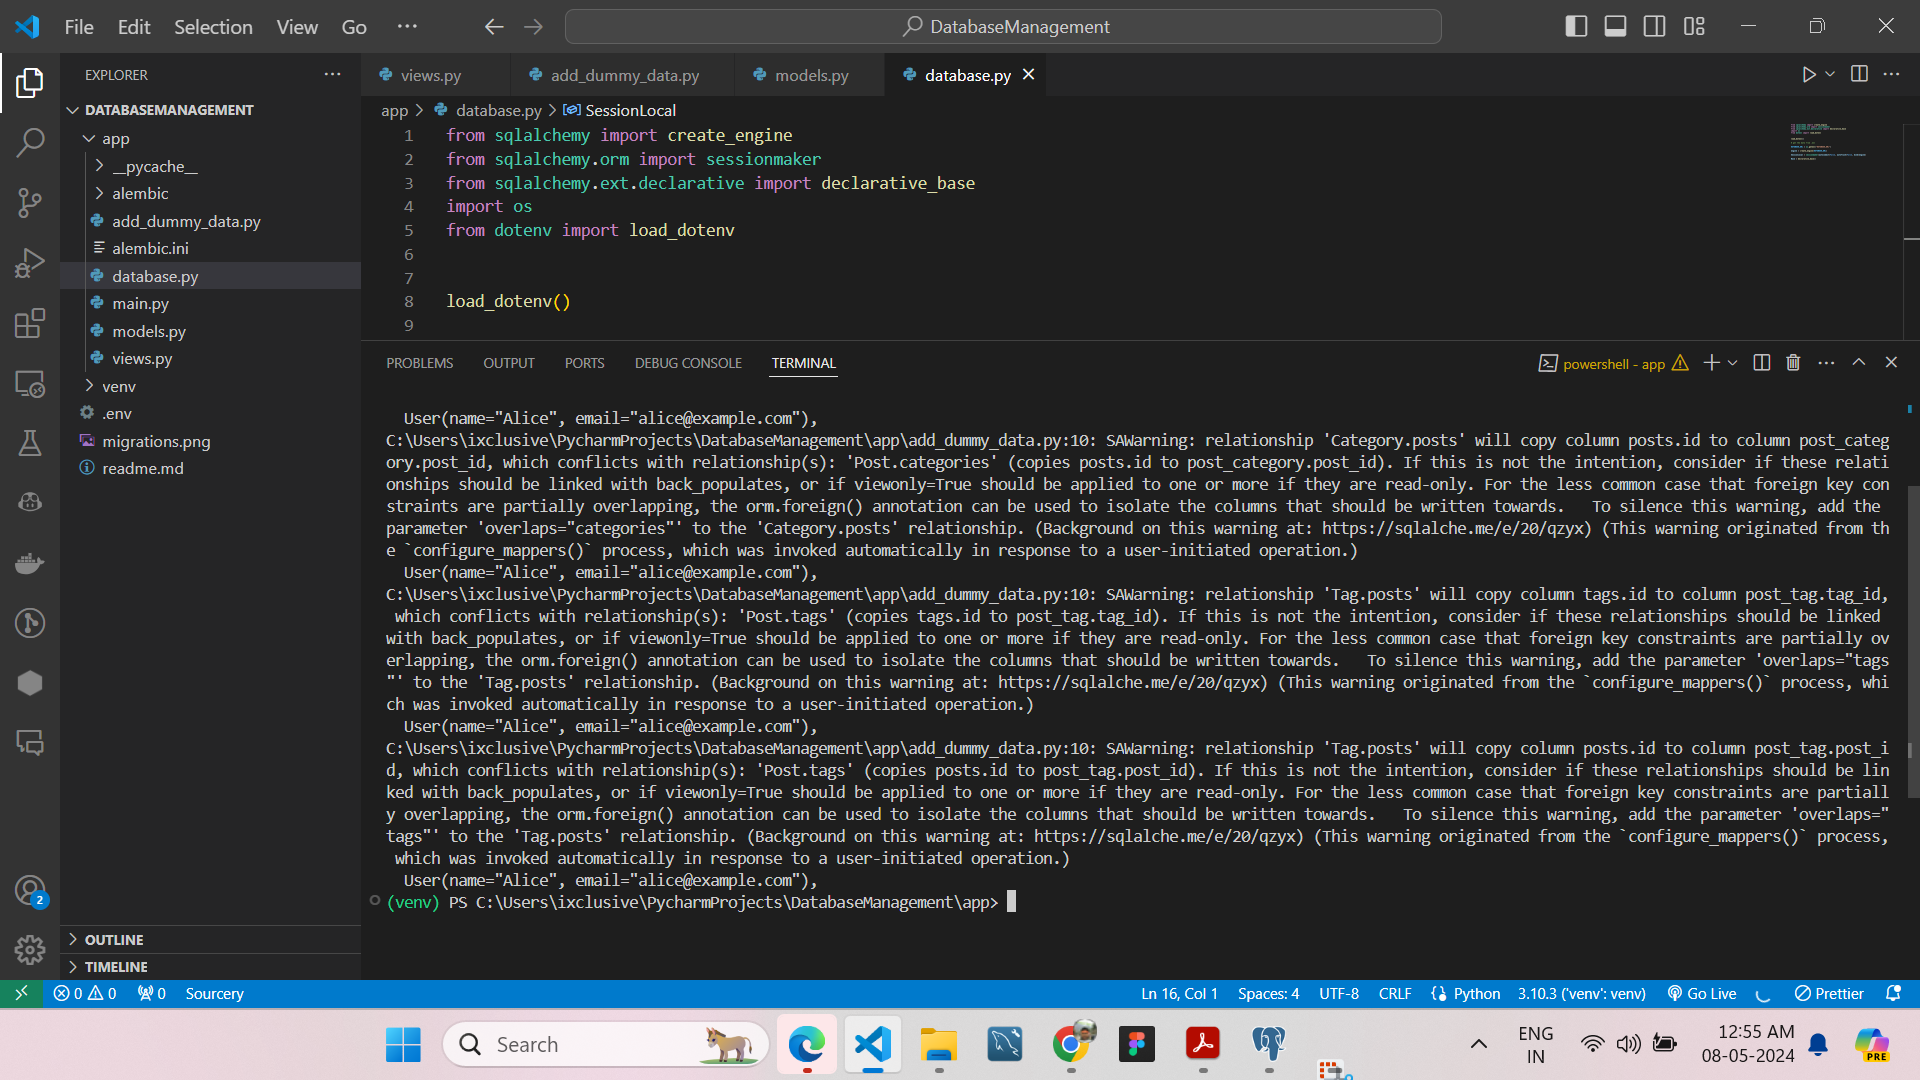 File Edit Selection View Go ···
DatabaseManagement
EXPLORER
DATABASEMANAGEMENT
app
__pycache__
alembic
add_dummy_data.py
alembic.ini
database.py
main.py
models.py
views.py
venv
.env
migrations.png
readme.md
OUTLINE
TIMELINE
views.py add_dummy_data.py models.py database.py
app > database.py > SessionLocal
1 from sqlalchemy import create_engine
2 from sqlalchemy.orm import sessionmaker
3 from sqlalchemy.ext.declarative import declarative_base
4 import os
5 from dotenv import load_dotenv
6
7
8 load_dotenv()
9
PROBLEMS OUTPUT PORTS DEBUG CONSOLE TERMINAL
powershell - app
User(name="Alice", email="alice@example.com"),
C:\Users\ixclusive\PycharmProjects\DatabaseManagement\app\add_dummy_data.py:10: SAWarning: relationship 'Category.posts' will copy column posts.id to column post_categ
ory.post_id, which conflicts with relationship(s): 'Post.categories' (copies posts.id to post_category.post_id). If this is not the intention, consider if these relati
onships should be linked with back_populates, or if viewonly=True should be applied to one or more if they are read-only. For the less common case that foreign key con
straints are partially overlapping, the orm.foreign() annotation can be used to isolate the columns that should be written towards.   To silence this warning, add the
parameter 'overlaps="categories"' to the 'Category.posts' relationship. (Background on this warning at: https://sqlalche.me/e/20/qzyx) (This warning originated from th
e `configure_mappers()` process, which was invoked automatically in response to a user-initiated operation.)
User(name="Alice", email="alice@example.com"),
C:\Users\ixclusive\PycharmProjects\DatabaseManagement\app\add_dummy_data.py:10: SAWarning: relationship 'Tag.posts' will copy column tags.id to column post_tag.tag_id,
which conflicts with relationship(s): 'Post.tags' (copies tags.id to post_tag.tag_id). If this is not the intention, consider if these relationships should be linked
with back_populates, or if viewonly=True should be applied to one or more if they are read-only. For the less common case that foreign key constraints are partially ov
erlapping, the orm.foreign() annotation can be used to isolate the columns that should be written towards.   To silence this warning, add the parameter 'overlaps="tags
"' to the 'Tag.posts' relationship. (Background on this warning at: https://sqlalche.me/e/20/qzyx) (This warning originated from the `configure_mappers()` process, whi
ch was invoked automatically in response to a user-initiated operation.)
User(name="Alice", email="alice@example.com"),
C:\Users\ixclusive\PycharmProjects\DatabaseManagement\app\add_dummy_data.py:10: SAWarning: relationship 'Tag.posts' will copy column posts.id to column post_tag.post_i
d, which conflicts with relationship(s): 'Post.tags' (copies posts.id to post_tag.post_id). If this is not the intention, consider if these relationships should be lin
ked with back_populates, or if viewonly=True should be applied to one or more if they are read-only. For the less common case that foreign key constraints are partiall
y overlapping, the orm.foreign() annotation can be used to isolate the columns that should be written towards.   To silence this warning, add the parameter 'overlaps="
tags"' to the 'Tag.posts' relationship. (Background on this warning at: https://sqlalche.me/e/20/qzyx) (This warning originated from the `configure_mappers()` process,
which was invoked automatically in response to a user-initiated operation.)
User(name="Alice", email="alice@example.com"),
(venv) PS C:\Users\ixclusive\PycharmProjects\DatabaseManagement\app>
2
0 0 0 Sourcery
Ln 16, Col 1 Spaces: 4 UTF-8 CRLF Python 3.10.3 ('venv': venv) Go Live Prettier
Search
ENG
IN
12:55 AM
08-05-2024
PRE